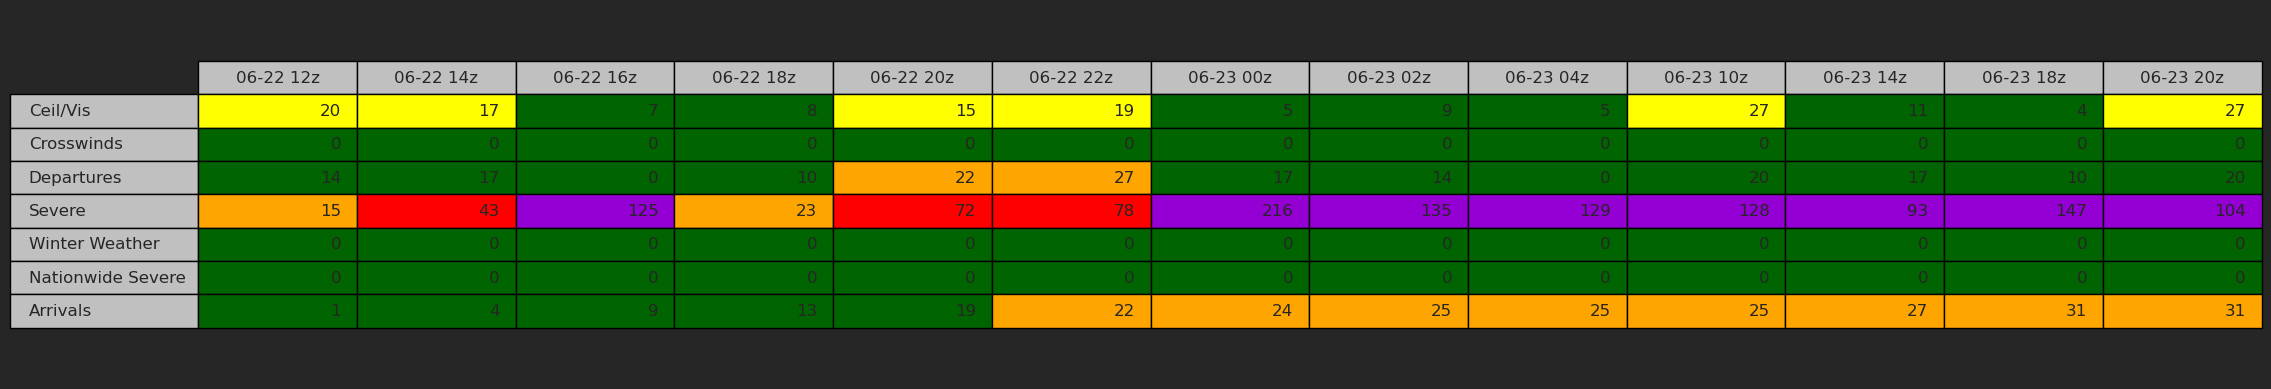 06-22 12z 06-22 14z 06-22 16z 06-22 18z 06-22 20z 06-22 22z 06-23 00z 06-23 02z 06-23 04z 06-23 10z 06-23 14z 06-23 18z 06-23 20z
Ceil/Vis 20 17 7 8 15 19 5 9 5 27 11 4 27
Crosswinds 0 0 0 0 0 0 0 0 0 0 0 0 0
Departures 14 17 0 10 22 27 17 14 0 20 17 10 20
Severe 15 43 125 23 72 78 216 135 129 128 93 147 104
Winter Weather 0 0 0 0 0 0 0 0 0 0 0 0 0
Nationwide Severe 0 0 0 0 0 0 0 0 0 0 0 0 0
Arrivals 1 4 9 13 19 22 24 25 25 25 27 31 31